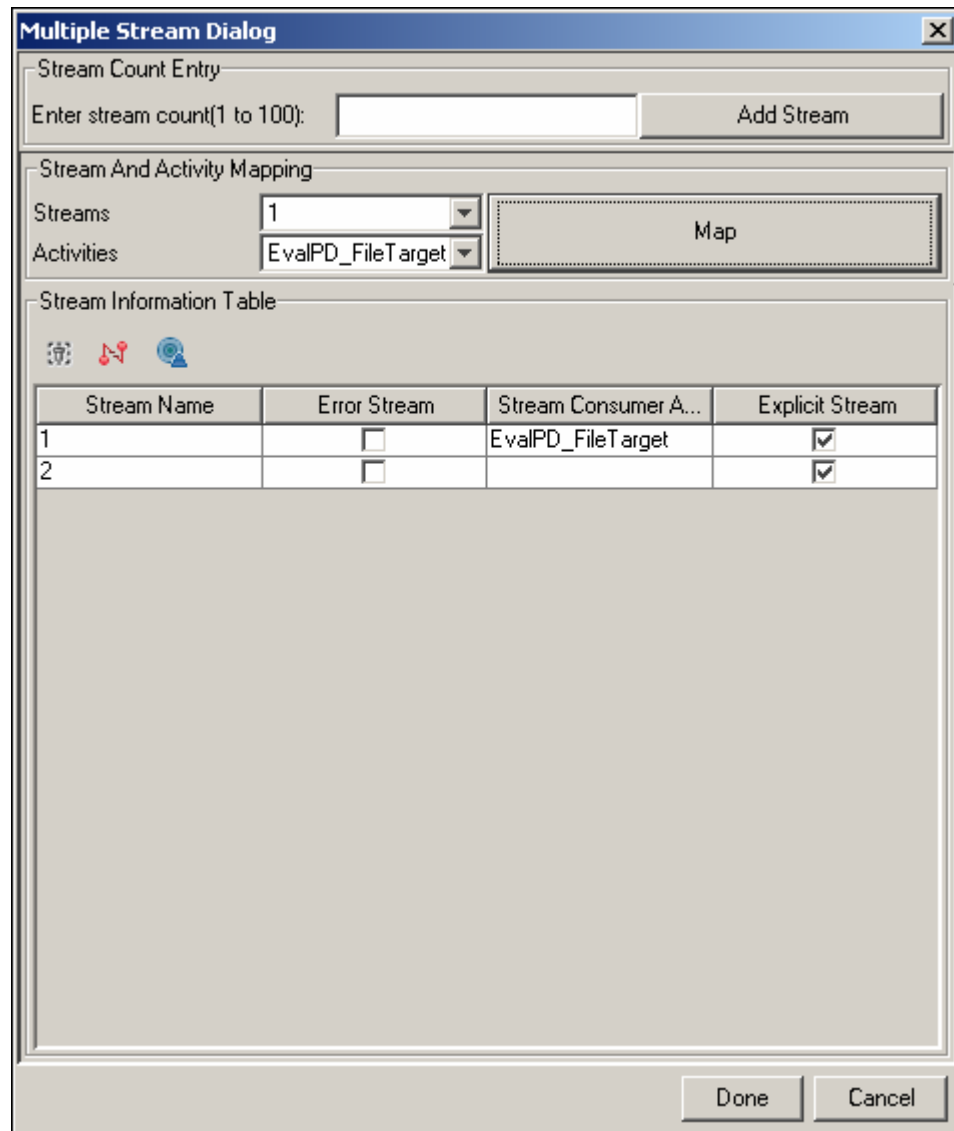 Multiple Stream Dialog
Stream Count Entry
Enter stream count(1 to 100):
Add Stream
Stream And Activity Mapping
Streams 1
Map
Activities EvalPD_FileTarget
Stream Information Table
Stream Name Error Stream Stream Consumer A... Explicit Stream
1 EvalPD_FileTarget
2
Done Cancel